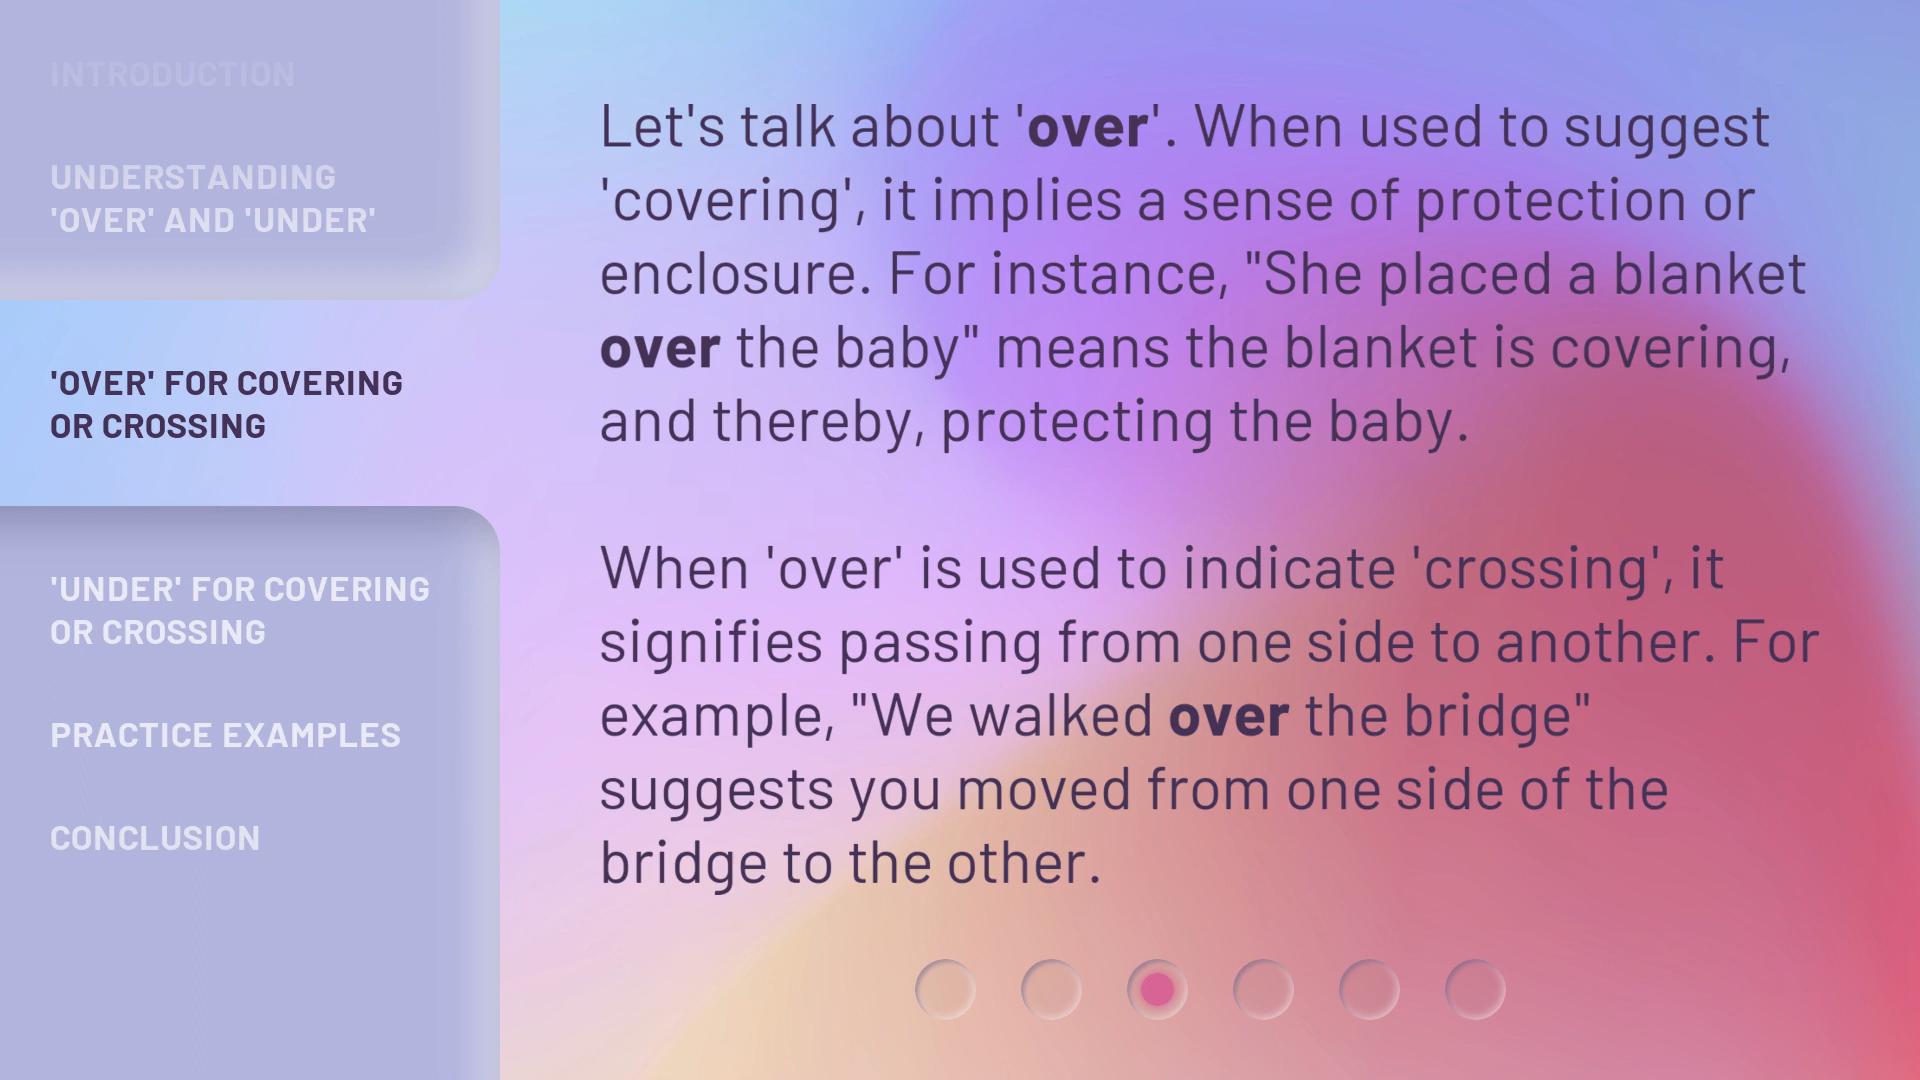 INTRODUCTION
UNDERSTANDING
'OVER' AND 'UNDER'
'OVER' FOR COVERING
OR CROSSING
'UNDER' FOR COVERING
OR CROSSING
PRACTICE EXAMPLES
CONCLUSION
Let's talk about 'over'. When used to suggest
'covering', it implies a sense of protection or
enclosure. For instance, "She placed a blanket
over the baby" means the blanket is covering,
and thereby, protecting the baby.
When 'over' is used to indicate 'crossing', it
signifies passing from one side to another. For
example, "We walked over the bridge"
suggests you moved from one side of the
bridge to the other.